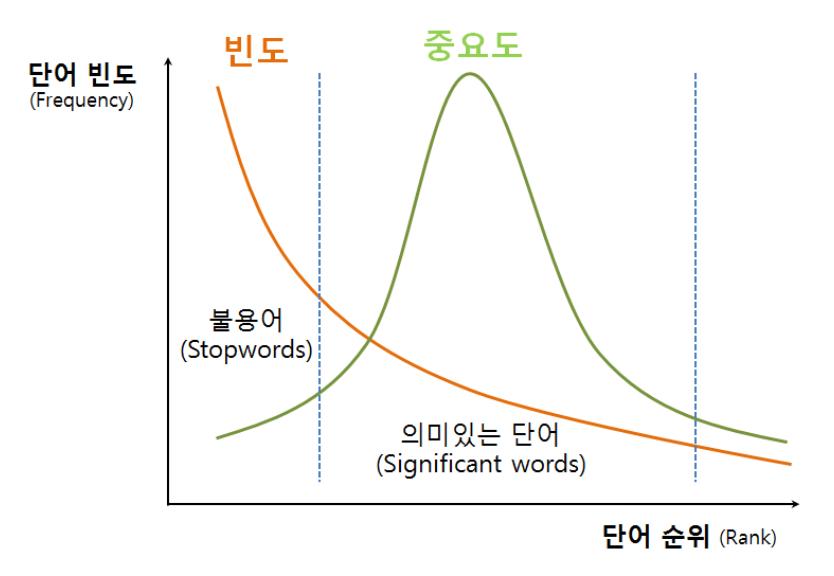 빈도
중요도
단어 빈도
(Frequency)
불용어
(Stopwords)
의미있는 단어
(Significant words)
단어 순위 (Rank)